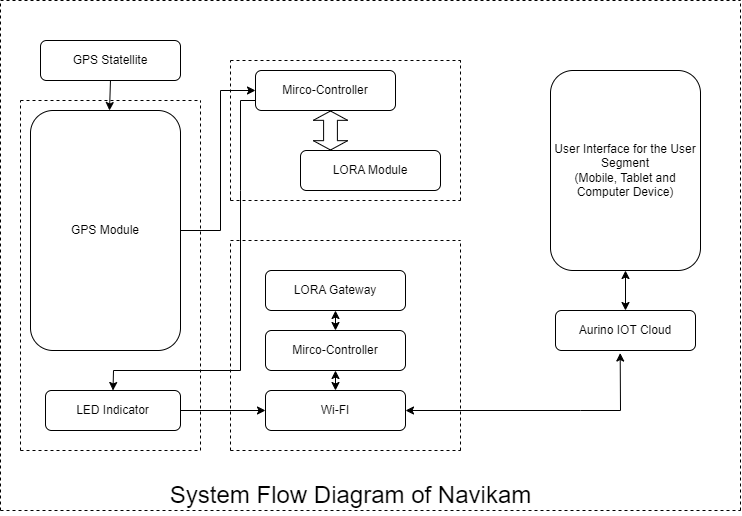 GPS Statellite
Mirco-Controller
LORA Module
GPS Module
User Interface for the User
Segment
(Mobile, Tablet and
Computer Device)
LORA Gateway
Mirco-Controller
Aurino IOT Cloud
LED Indicator
Wi-FI
System Flow Diagram of Navikam